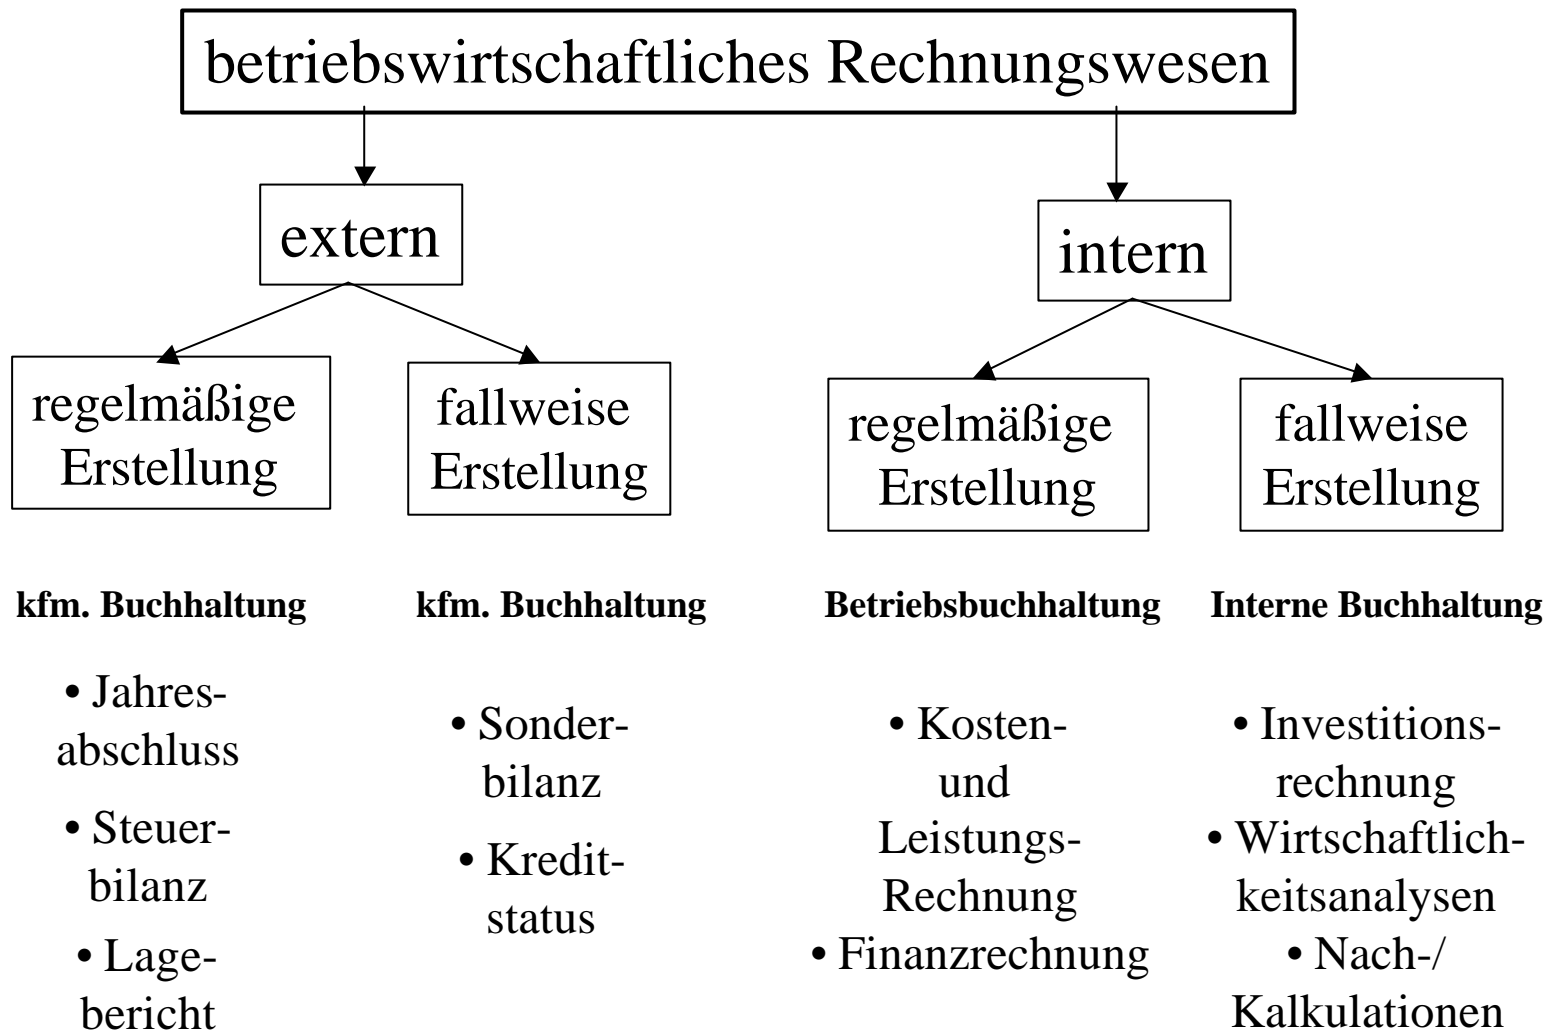 betriebswirtschaftliches Rechnungswesen
extern
intern
regelmäßige
Erstellung
fallweise
Erstellung
regelmäßige
Erstellung
fallweise
Erstellung
kfm. Buchhaltung
kfm. Buchhaltung
Betriebsbuchhaltung
Interne Buchhaltung
• Jahres-
abschluss
• Steuer-
bilanz
• Lage-
bericht
• Sonder-
bilanz
• Kredit-
status
• Kosten-
und
Leistungs-
Rechnung
• Finanzrechnung
• Investitions-
rechnung
• Wirtschaftlich-
keitsanalysen
• Nach-/
Kalkulationen